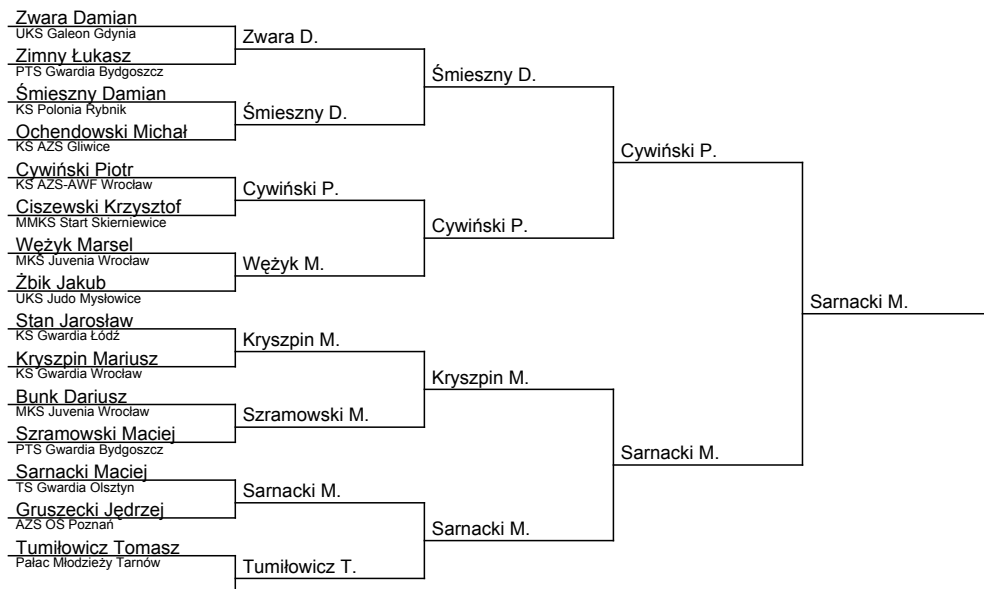 Zwara Damian
UKS Galeon Gdynia
Zimny Łukasz
PTS Gwardia Bydgoszcz
Śmieszny Damian
KS Polonia Rybnik
Ochendowski Michał
KS AZS Gliwice
Cywiński Piotr
KS AZS-AWF Wrocław
Ciszewski Krzysztof
MMKS Start Skierniewice
Wężyk Marsel
MKS Juvenia Wrocław
Żbik Jakub
UKS Judo Mysłowice
Stan Jarosław
KS Gwardia Łódź
Kryszpin Mariusz
KS Gwardia Wrocław
Bunk Dariusz
MKS Juvenia Wrocław
Szramowski Maciej
PTS Gwardia Bydgoszcz
Sarnacki Maciej
TS Gwardia Olsztyn
Gruszecki Jędrzej
AZS OŚ Poznań
Tumiłowicz Tomasz
Pałac Młodzieży Tarnów
Zwara D.
Śmieszny D.
Cywiński P.
Wężyk M.
Kryszpin M.
Szramowski M.
Sarnacki M.
Tumiłowicz T.
Śmieszny D.
Cywiński P.
Kryszpin M.
Sarnacki M.
Cywiński P.
Sarnacki M.
Sarnacki M.